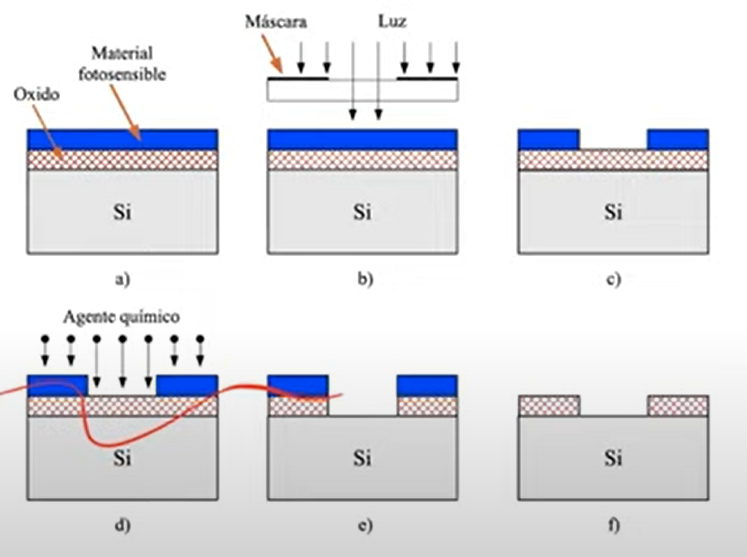 Máscara
Luz
Material
fotosensible
Oxido
Si
Si
Si
a)
b)
c)
Agente químico
Si
Si
Si
d)
e)
f)